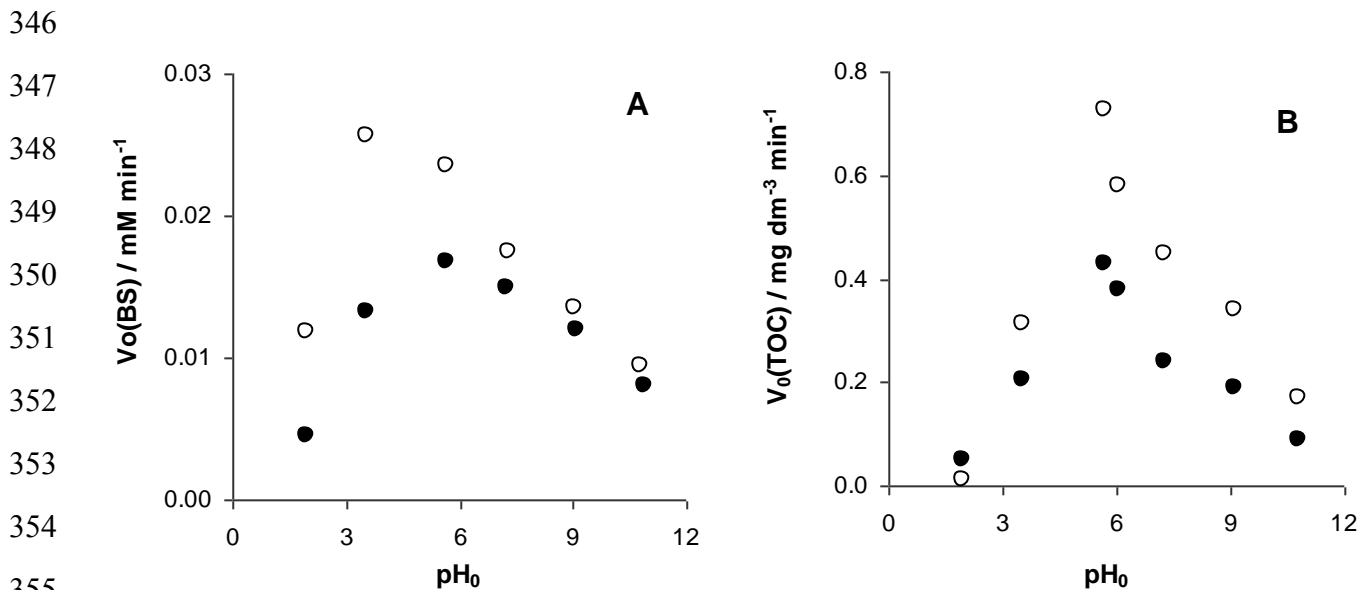 346
347
348
349
350
351
352
353
354
355
A
Vo(BS) / mM min⁻¹
0.03
0.02
0.01
0.00
0 3 6 9 12
pH₀
B
V₀(TOC) / mg dm⁻³ min⁻¹
0.8
0.6
0.4
0.2
0.0
0 3 6 9 12
pH₀